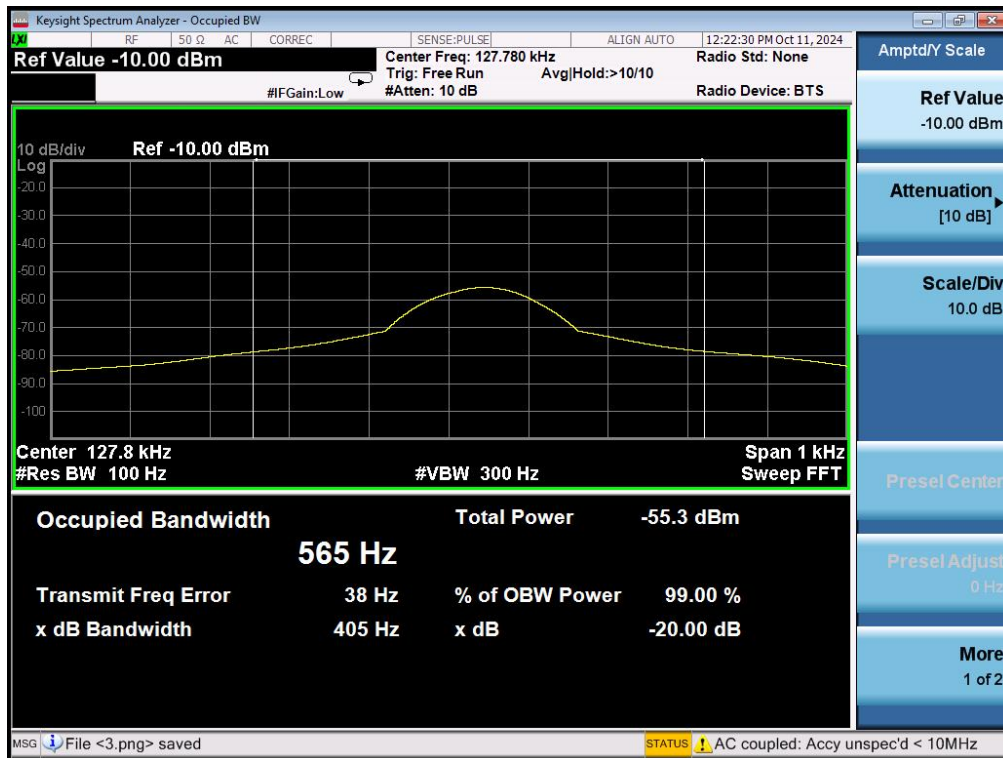 Keysight Spectrum Analyzer - Occupied BW
LXI RF 50 Ω AC CORREC SENSE:PULSE ALIGN AUTO 12:22:30 PM Oct 11, 2024
Ref Value -10.00 dBm
Center Freq: 127.780 kHz
Radio Std: None
Trig: Free Run Avg|Hold:>10/10
#IFGain:Low
#Atten: 10 dB
Radio Device: BTS
10 dB/div Ref -10.00 dBm
Log
-20.0
-30.0
-40.0
-50.0
-60.0
-70.0
-80.0
-90.0
-100
Center 127.8 kHz Span 1 kHz
#Res BW 100 Hz #VBW 300 Hz Sweep FFT
Occupied Bandwidth Total Power -55.3 dBm
565 Hz
Transmit Freq Error 38 Hz % of OBW Power 99.00 %
x dB Bandwidth 405 Hz x dB -20.00 dB
Amptd/Y Scale
Ref Value
-10.00 dBm
Attenuation
[10 dB]
Scale/Div
10.0 dB
Presel Center
Presel Adjust
0 Hz
More
1 of 2
MSG File <3.png> saved STATUS AC coupled: Accy unspec'd < 10MHz